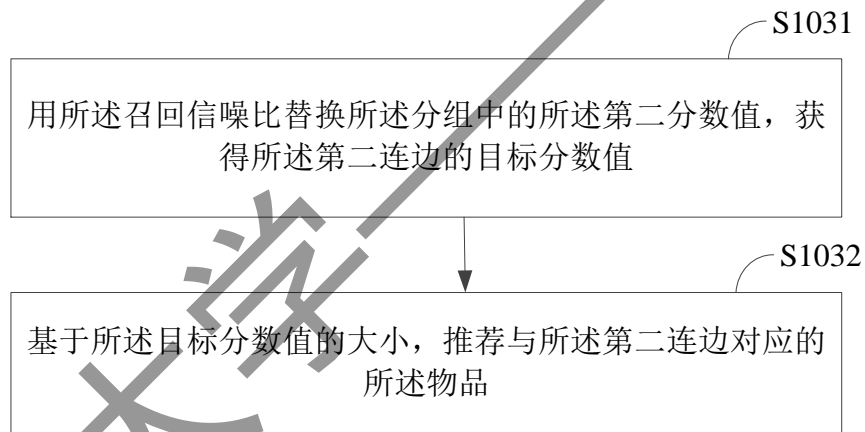 S1031
用所述召回信噪比替换所述分组中的所述第二分数值，获
得所述第二连边的目标分数值
S1032
基于所述目标分数值的大小，推荐与所述第二连边对应的
所述物品
大学